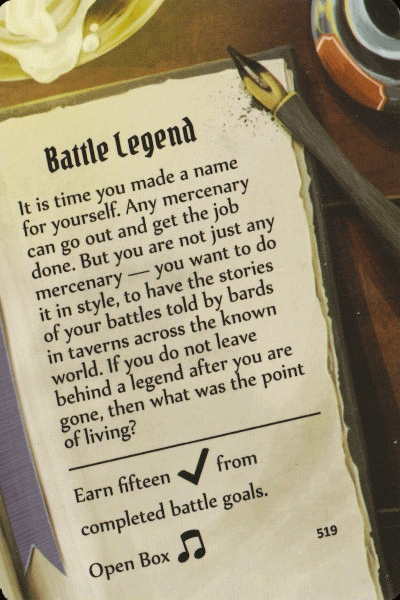 Battle Legend
It is time you made a name
for yourself. Any mercenary
can go out and get the job
done. But you are not just any
mercenary — you want to do
it in style, to have the stories
of your battles told by bards
in taverns across the known
world. If you do not leave
behind a legend after you are
gone, then what was the point
of living?
Earn fifteen ✓ from
completed battle goals.
Open Box ♫
519